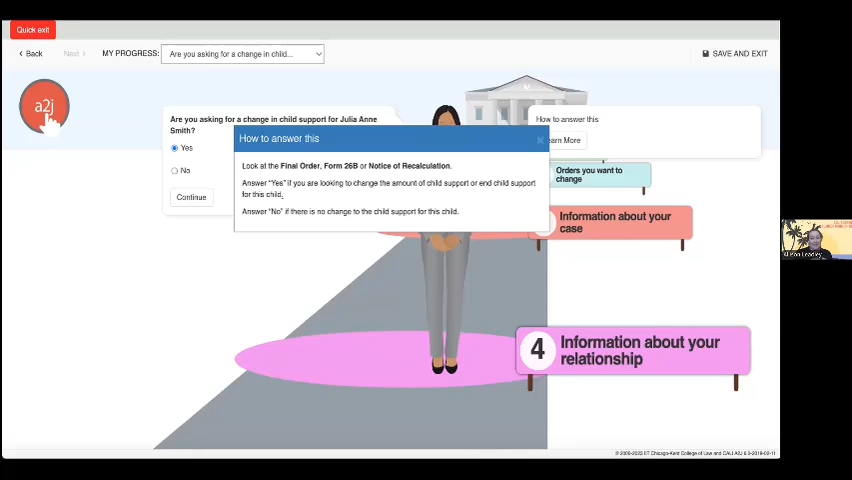 Quick exit
Back Next MY PROGRESS: Are you asking for a change in child... SAVE AND EXIT
a2j
Are you asking for a change in child support for Julia Anne
Smith?
Yes
No
Continue
How to answer this
Look at the Final Order, Form 26B or Notice of Recalculation.
Answer “Yes” if you are looking to change the amount of child support or end child support
for this child.
Answer “No” if there is no change to the child support for this child.
How to answer this
earn More
Orders you want to
change
Information about your
case
4 Information about your
relationship